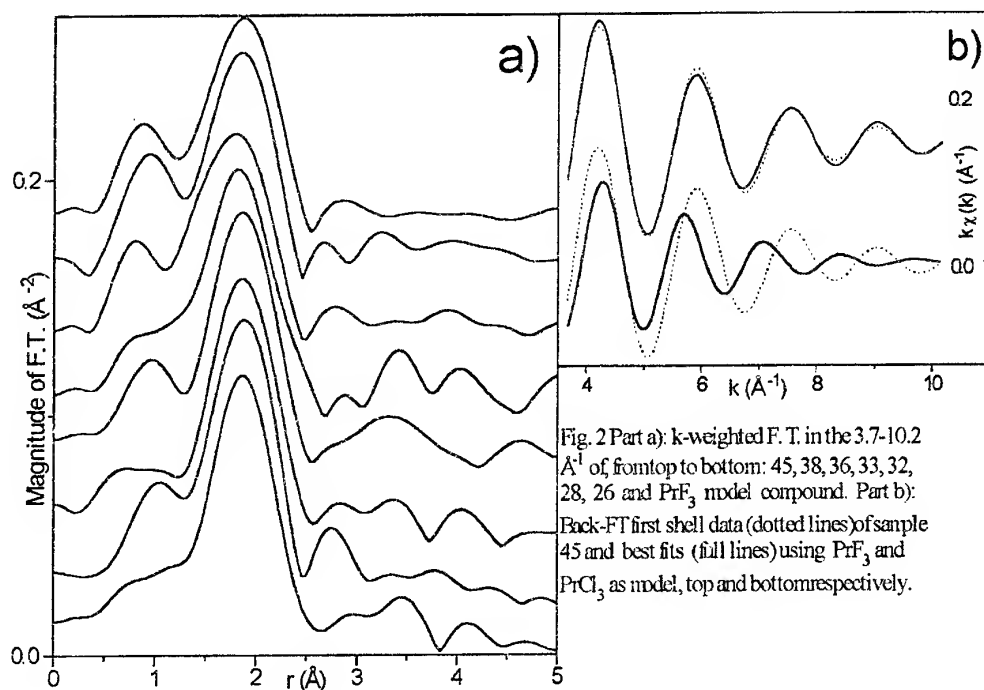 a)
0.2
Magnitude of F.T. (Å⁻²)
0.0
0 1 2 3 4 5
r (Å)
b)
0.2
kχ(k) (Å⁻¹)
0.0
4 6 8 10
k (Å⁻¹)
Fig. 2 Part a): k-weighted F. T. in the 3.7-10.2
Å⁻¹ of, from top to bottom: 45, 38, 36, 33, 32,
28, 26 and PrF₃ model compound. Part b):
Back-FT first shell data (dotted lines) of sample
45 and best fits (full lines) using PrF₃ and
PrCl₃ as model, top and bottom respectively.